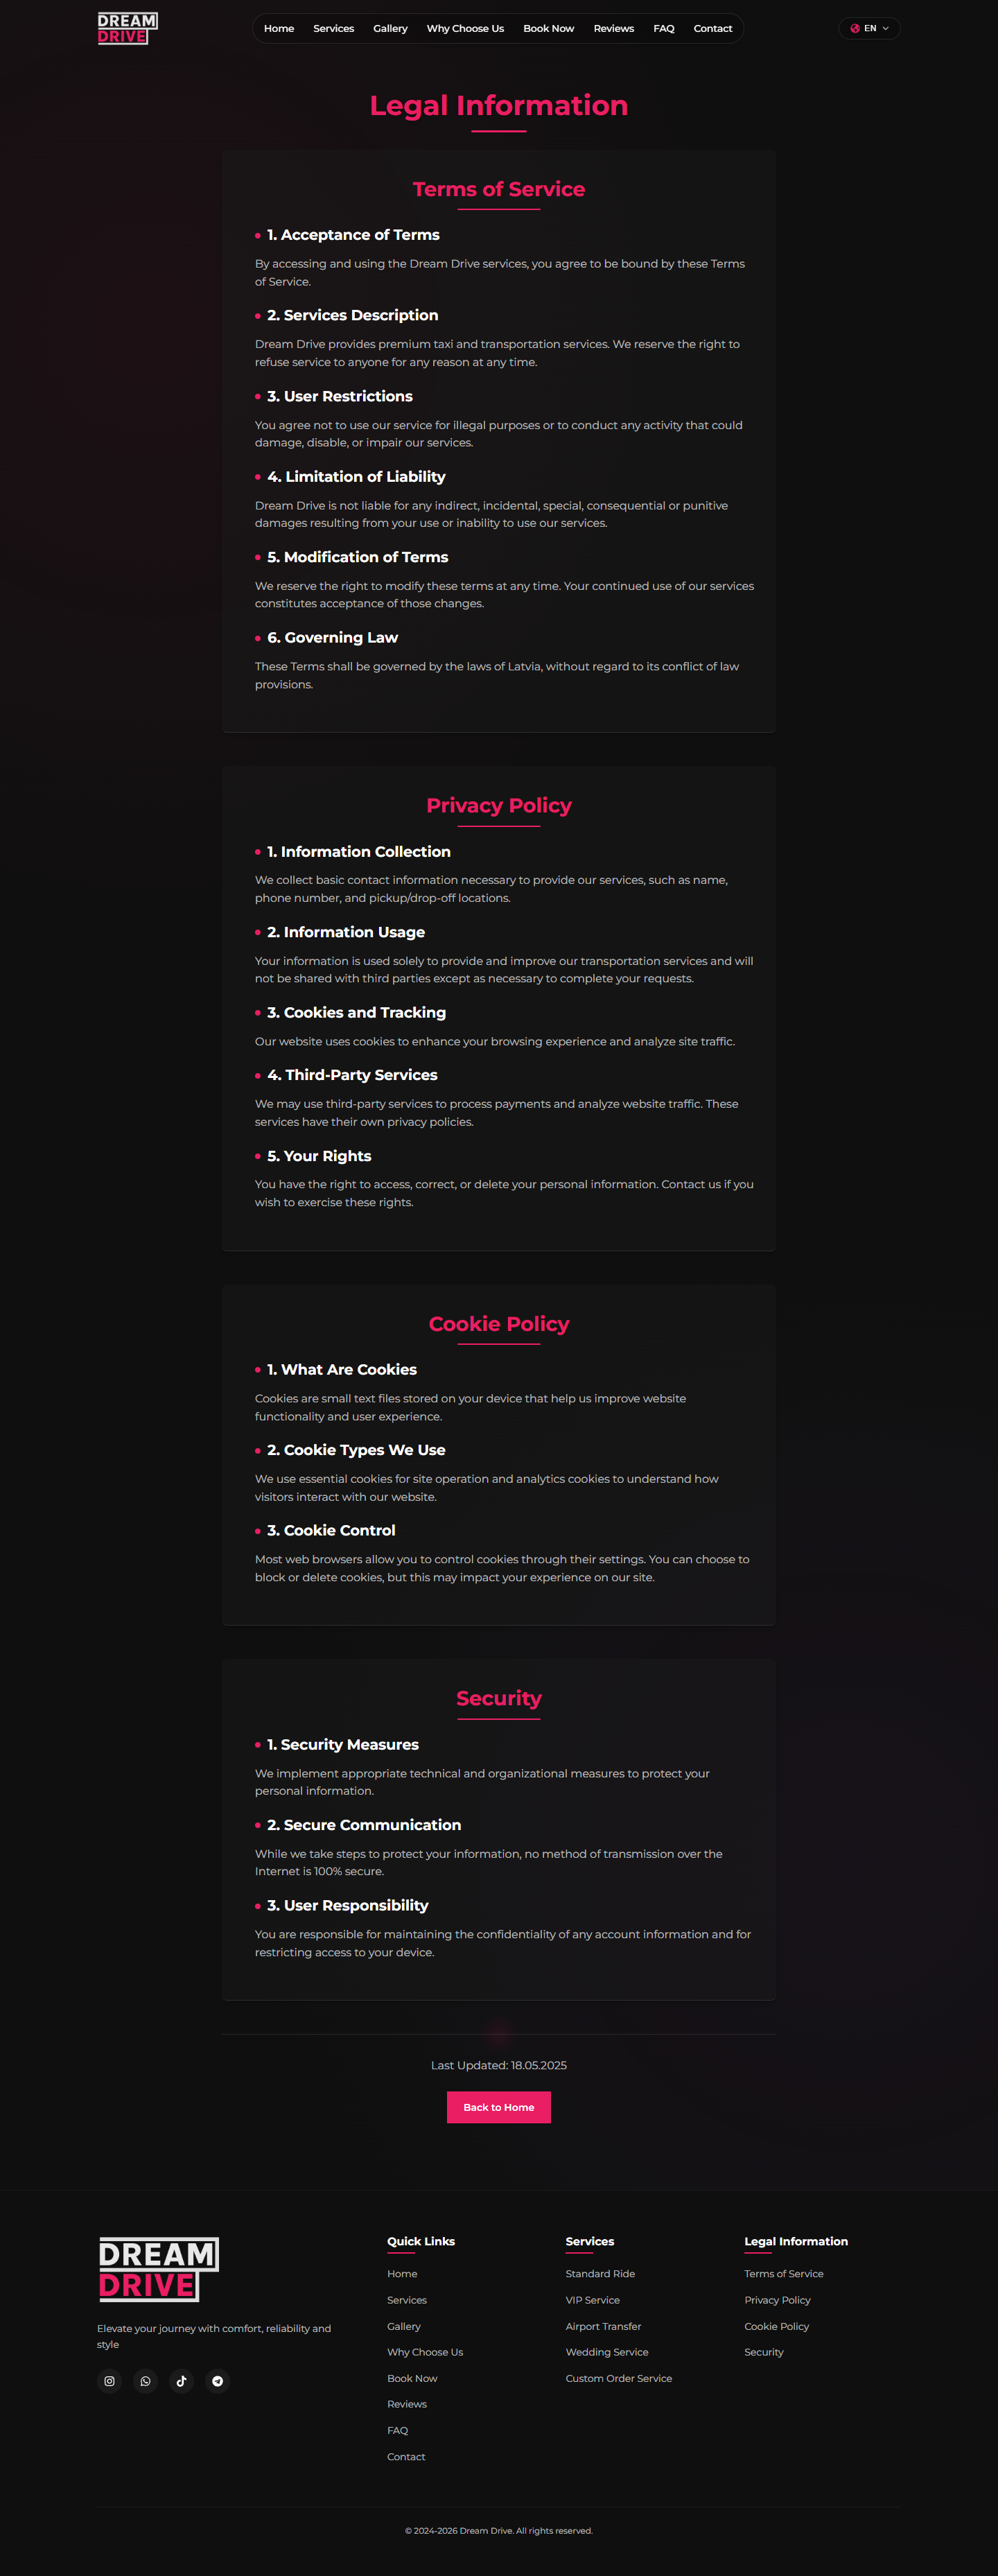 DREAM
DRIVE
Home Services Gallery Why Choose Us Book Now Reviews FAQ Contact
EN
Legal Information
Terms of Service
1. Acceptance of Terms
By accessing and using the Dream Drive services, you agree to be bound by these Terms
of Service.
2. Services Description
Dream Drive provides premium taxi and transportation services. We reserve the right to
refuse service to anyone for any reason at any time.
3. User Restrictions
You agree not to use our service for illegal purposes or to conduct any activity that could
damage, disable, or impair our services.
4. Limitation of Liability
Dream Drive is not liable for any indirect, incidental, special, consequential or punitive
damages resulting from your use or inability to use our services.
5. Modification of Terms
We reserve the right to modify these terms at any time. Your continued use of our services
constitutes acceptance of those changes.
6. Governing Law
These Terms shall be governed by the laws of Latvia, without regard to its conflict of law
provisions.
Privacy Policy
1. Information Collection
We collect basic contact information necessary to provide our services, such as name,
phone number, and pickup/drop-off locations.
2. Information Usage
Your information is used solely to provide and improve our transportation services and will
not be shared with third parties except as necessary to complete your requests.
3. Cookies and Tracking
Our website uses cookies to enhance your browsing experience and analyze site traffic.
4. Third-Party Services
We may use third-party services to process payments and analyze website traffic. These
services have their own privacy policies.
5. Your Rights
You have the right to access, correct, or delete your personal information. Contact us if you
wish to exercise these rights.
Cookie Policy
1. What Are Cookies
Cookies are small text files stored on your device that help us improve website
functionality and user experience.
2. Cookie Types We Use
We use essential cookies for site operation and analytics cookies to understand how
visitors interact with our website.
3. Cookie Control
Most web browsers allow you to control cookies through their settings. You can choose to
block or delete cookies, but this may impact your experience on our site.
Security
1. Security Measures
We implement appropriate technical and organizational measures to protect your
personal information.
2. Secure Communication
While we take steps to protect your information, no method of transmission over the
Internet is 100% secure.
3. User Responsibility
You are responsible for maintaining the confidentiality of any account information and for
restricting access to your device.
Last Updated: 18.05.2025
Back to Home
DREAM
DRIVE
Elevate your journey with comfort, reliability and
style
Quick Links
Home
Services
Gallery
Why Choose Us
Book Now
Reviews
FAQ
Contact
Services
Standard Ride
VIP Service
Airport Transfer
Wedding Service
Custom Order Service
Legal Information
Terms of Service
Privacy Policy
Cookie Policy
Security
© 2024-2026 Dream Drive. All rights reserved.